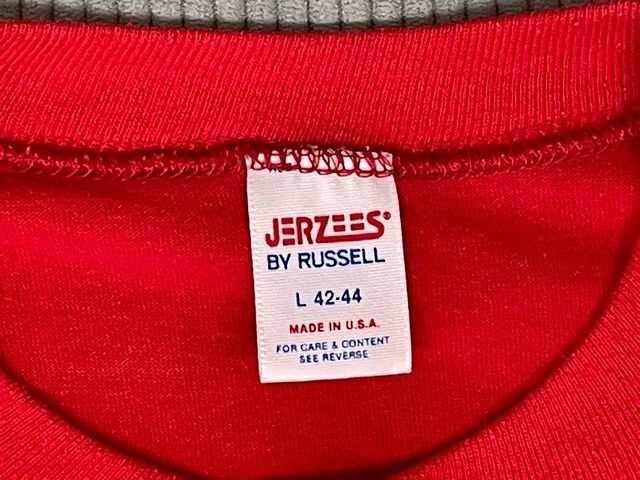 JERZEES®
BY RUSSELL
L 42-44
MADE IN U.S.A.
FOR CARE & CONTENT
SEE REVERSE